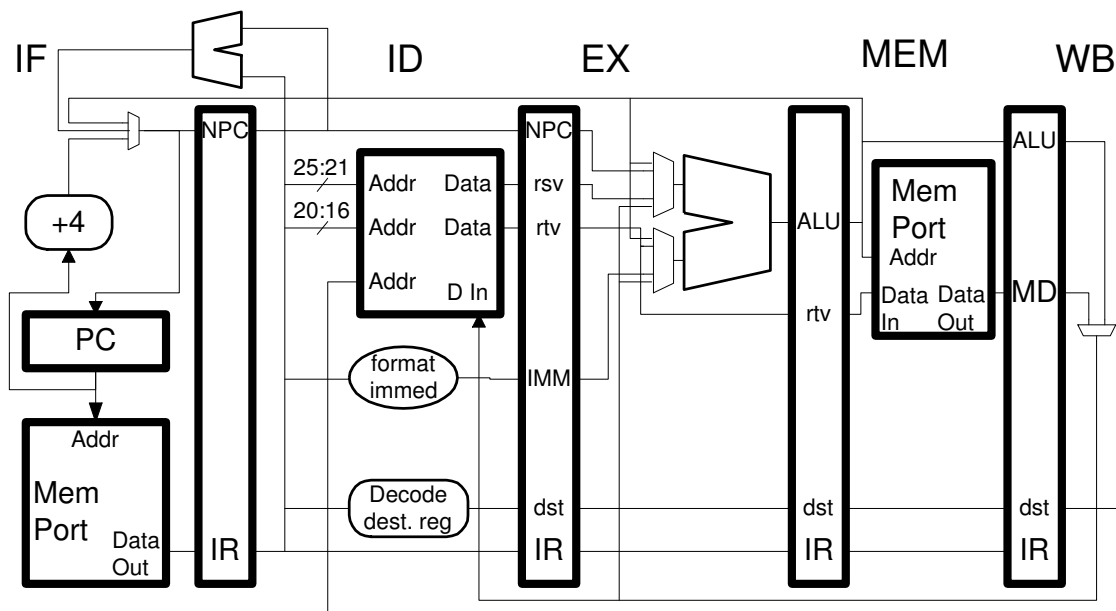 IF
ID
EX
MEM
WB
NPC
NPC
ALU
25:21
Addr
Data
rsv
20:16
Addr
Data
rtv
Addr
D In
+4
PC
ALU
Mem
Port
Addr
Data
In
Data
Out
MD
rtv
format
immed
IMM
Addr
Mem
Port
Data
Out
Decode
dest. reg
dst
dst
dst
IR
IR
IR
IR